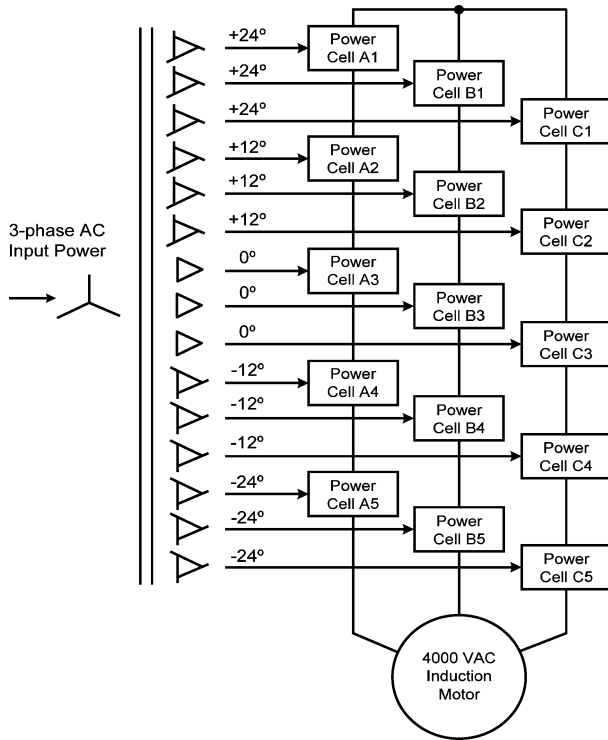 +24º
Power
Cell A1
+24º
Power
Cell B1
+24º
Power
Cell C1
+12º
Power
Cell A2
+12º
Power
Cell B2
+12º
Power
Cell C2
3-phase AC
Input Power
0º
Power
Cell A3
0º
Power
Cell B3
0º
Power
Cell C3
-12º
Power
Cell A4
-12º
Power
Cell B4
-12º
Power
Cell C4
-24º
Power
Cell A5
-24º
Power
Cell B5
-24º
Power
Cell C5
4000 VAC
Induction
Motor